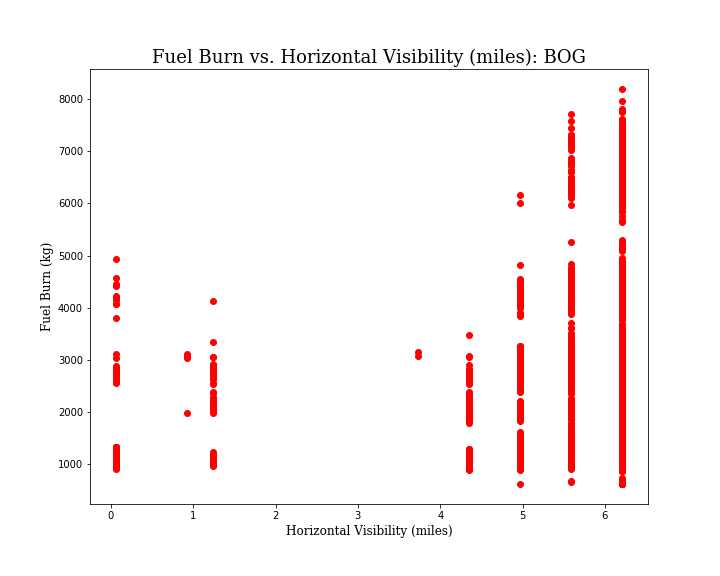 Fuel Burn vs. Horizontal Visibility (miles): BOG
8000
7000
6000
5000
4000
3000
2000
1000
Fuel Burn (kg)
0 1 2 3 4 5 6
Horizontal Visibility (miles)